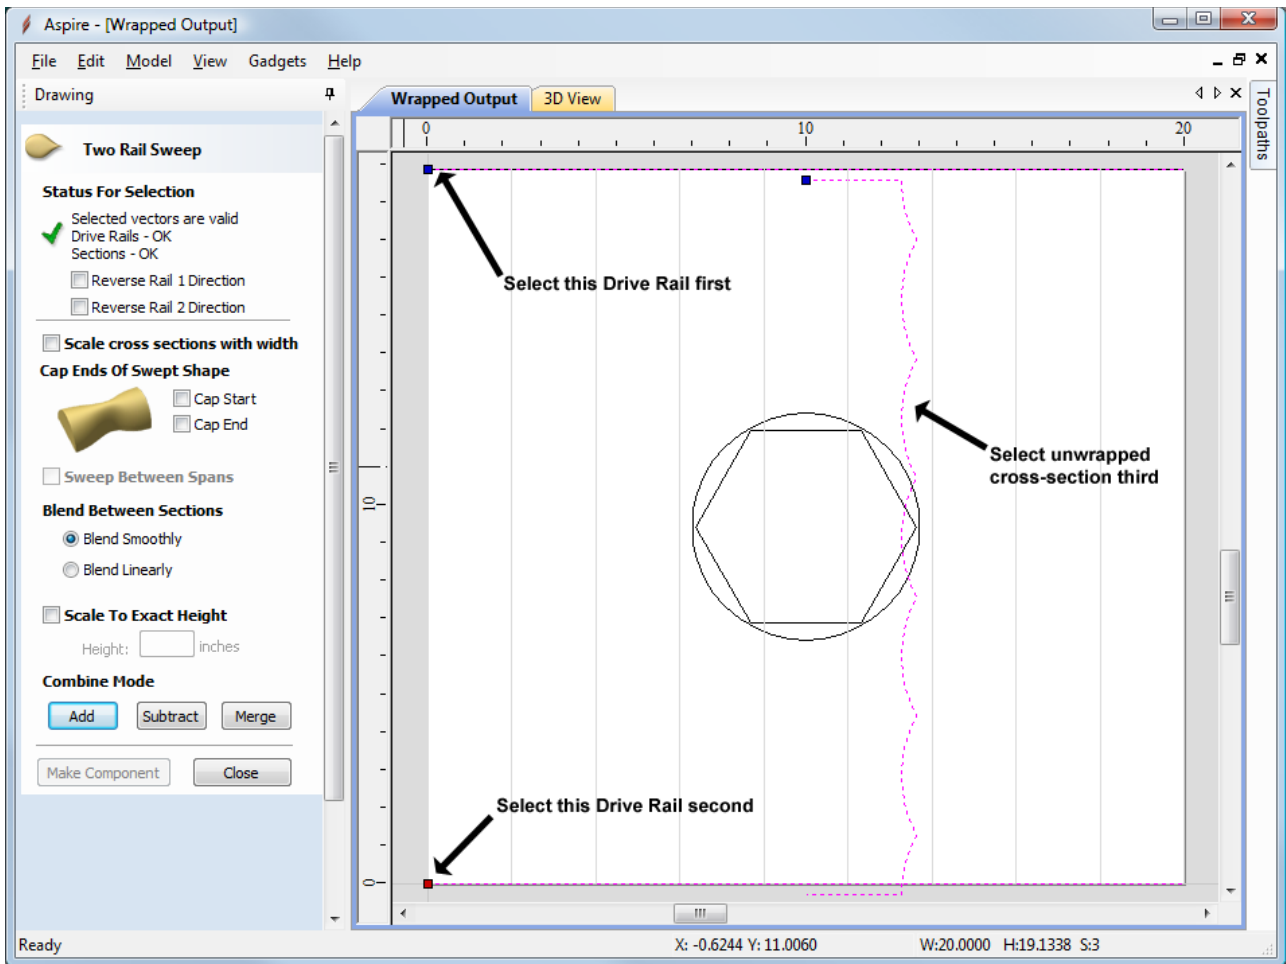 Aspire - [Wrapped Output]
File Edit Model View Gadgets Help
Drawing
Two Rail Sweep
Status For Selection
Selected vectors are valid
Drive Rails - OK
Sections - OK
Reverse Rail 1 Direction
Reverse Rail 2 Direction
Scale cross sections with width
Cap Ends Of Swept Shape
Cap Start
Cap End
Sweep Between Spans
Blend Between Sections
Blend Smoothly
Blend Linearly
Scale To Exact Height
Height: inches
Combine Mode
Add Subtract Merge
Make Component Close
Wrapped Output 3D View
Toolpaths
0 10 20
Select this Drive Rail first
Select unwrapped
cross-section third
10
Select this Drive Rail second
0
Ready
X: -0.6244 Y: 11.0060
W:20.0000 H:19.1338 S:3